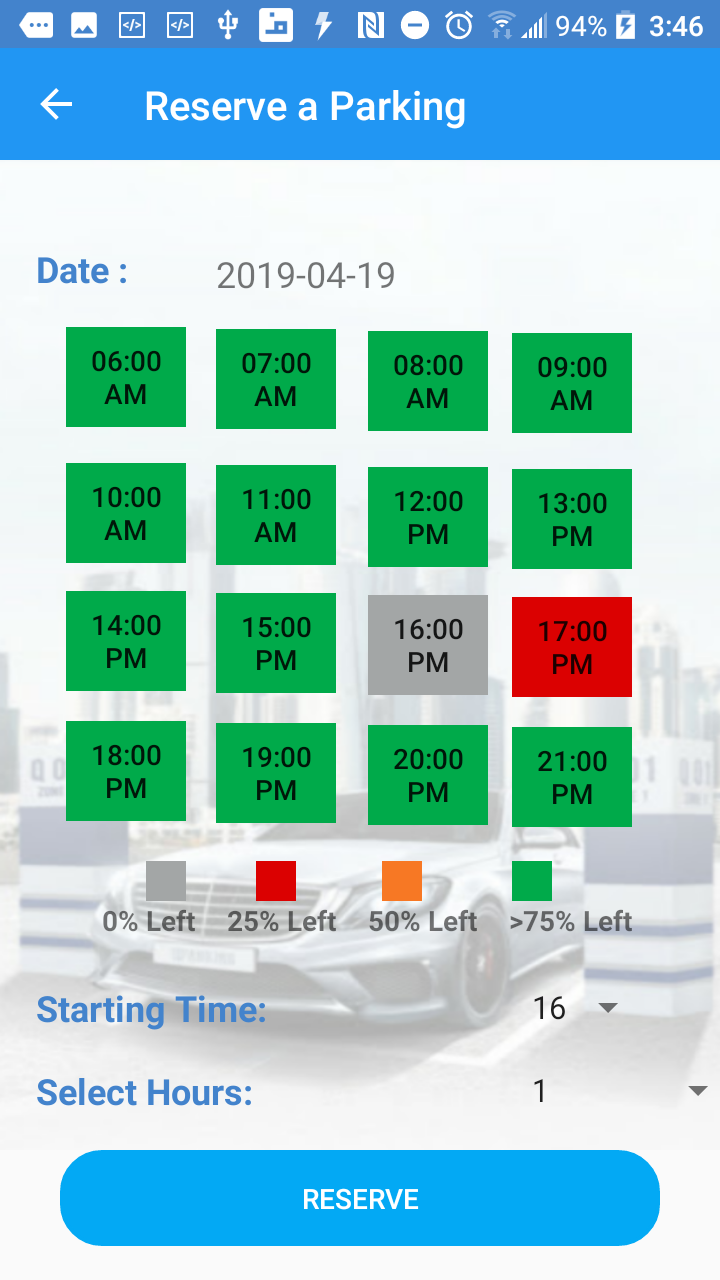 94% 3:46
Reserve a Parking
Date : 2019-04-19
06:00 AM
07:00 AM
08:00 AM
09:00 AM
10:00 AM
11:00 AM
12:00 PM
13:00 PM
14:00 PM
15:00 PM
16:00 PM
17:00 PM
18:00 PM
19:00 PM
20:00 PM
21:00 PM
0% Left 25% Left 50% Left >75% Left
Starting Time: 16
Select Hours: 1
RESERVE